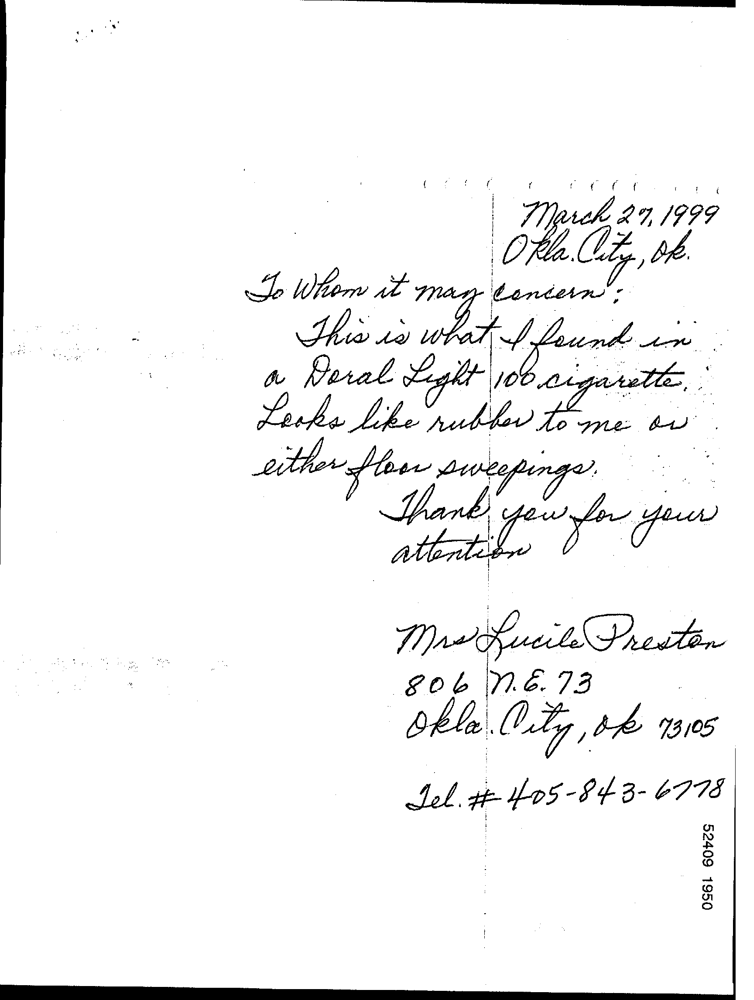 March 27, 1999
Okla. City, Ok.
To Whom it may concern:
This is what I found in
a Doral Light 100 cigarette.
Looks like rubber to me or
either floor sweepings.
Thank you for your
attention
Mrs Lucile Preston
806 N.E. 73
Okla. City, Ok 73105
Tel. # 405-843-6778
52409 1950